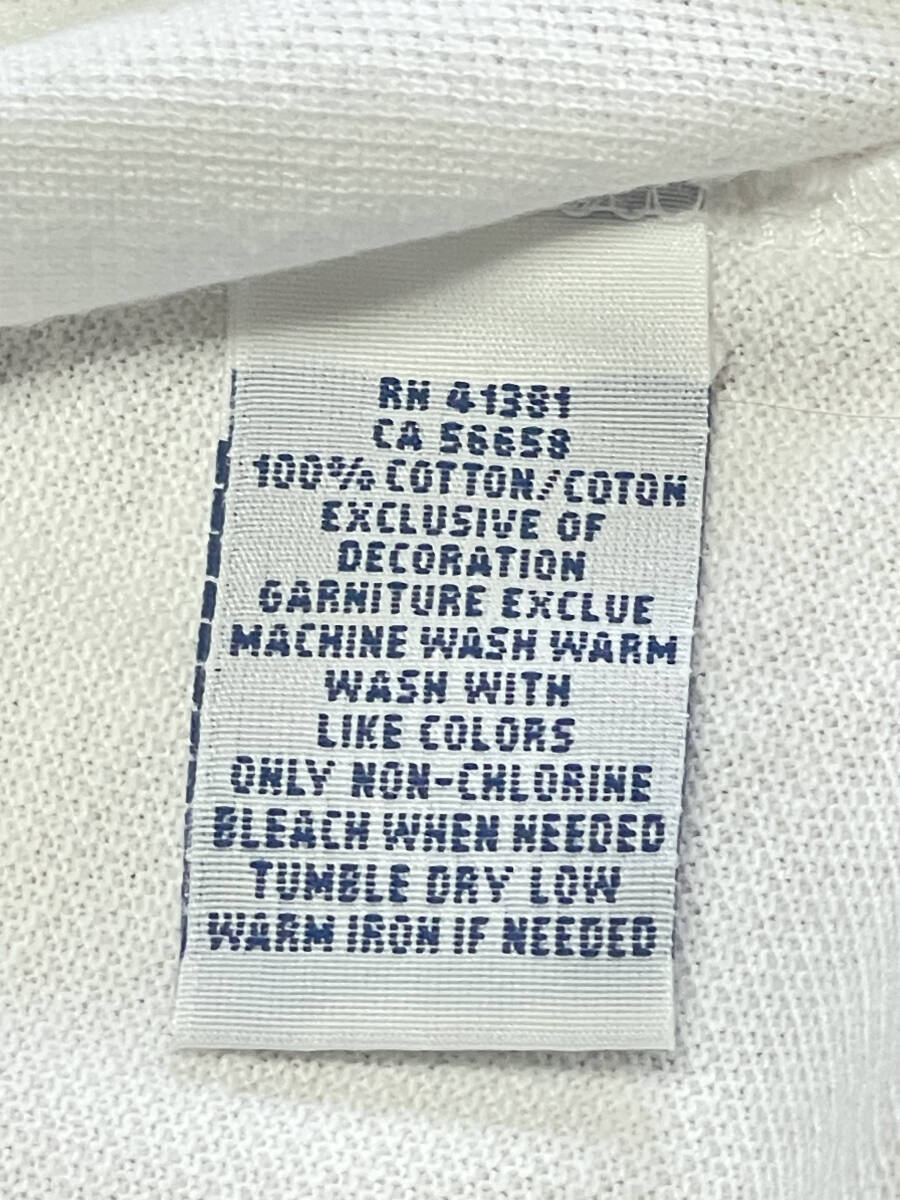 RN 41381
CA 56658
100% COTTON/COTON
EXCLUSIVE OF
DECORATION
GARNITURE EXCLUE
MACHINE WASH WARM
WASH WITH
LIKE COLORS
ONLY NON-CHLORINE
BLEACH WHEN NEEDED
TUMBLE DRY LOW
WARM IRON IF NEEDED